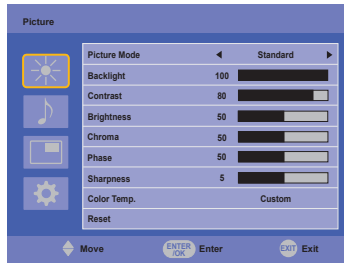 Picture
Picture Mode Standard
Backlight 100
Contrast 80
Brightness 50
Chroma 50
Phase 50
Sharpness 5
Color Temp. Custom
Reset
Move ENTER /OK Enter EXIT Exit